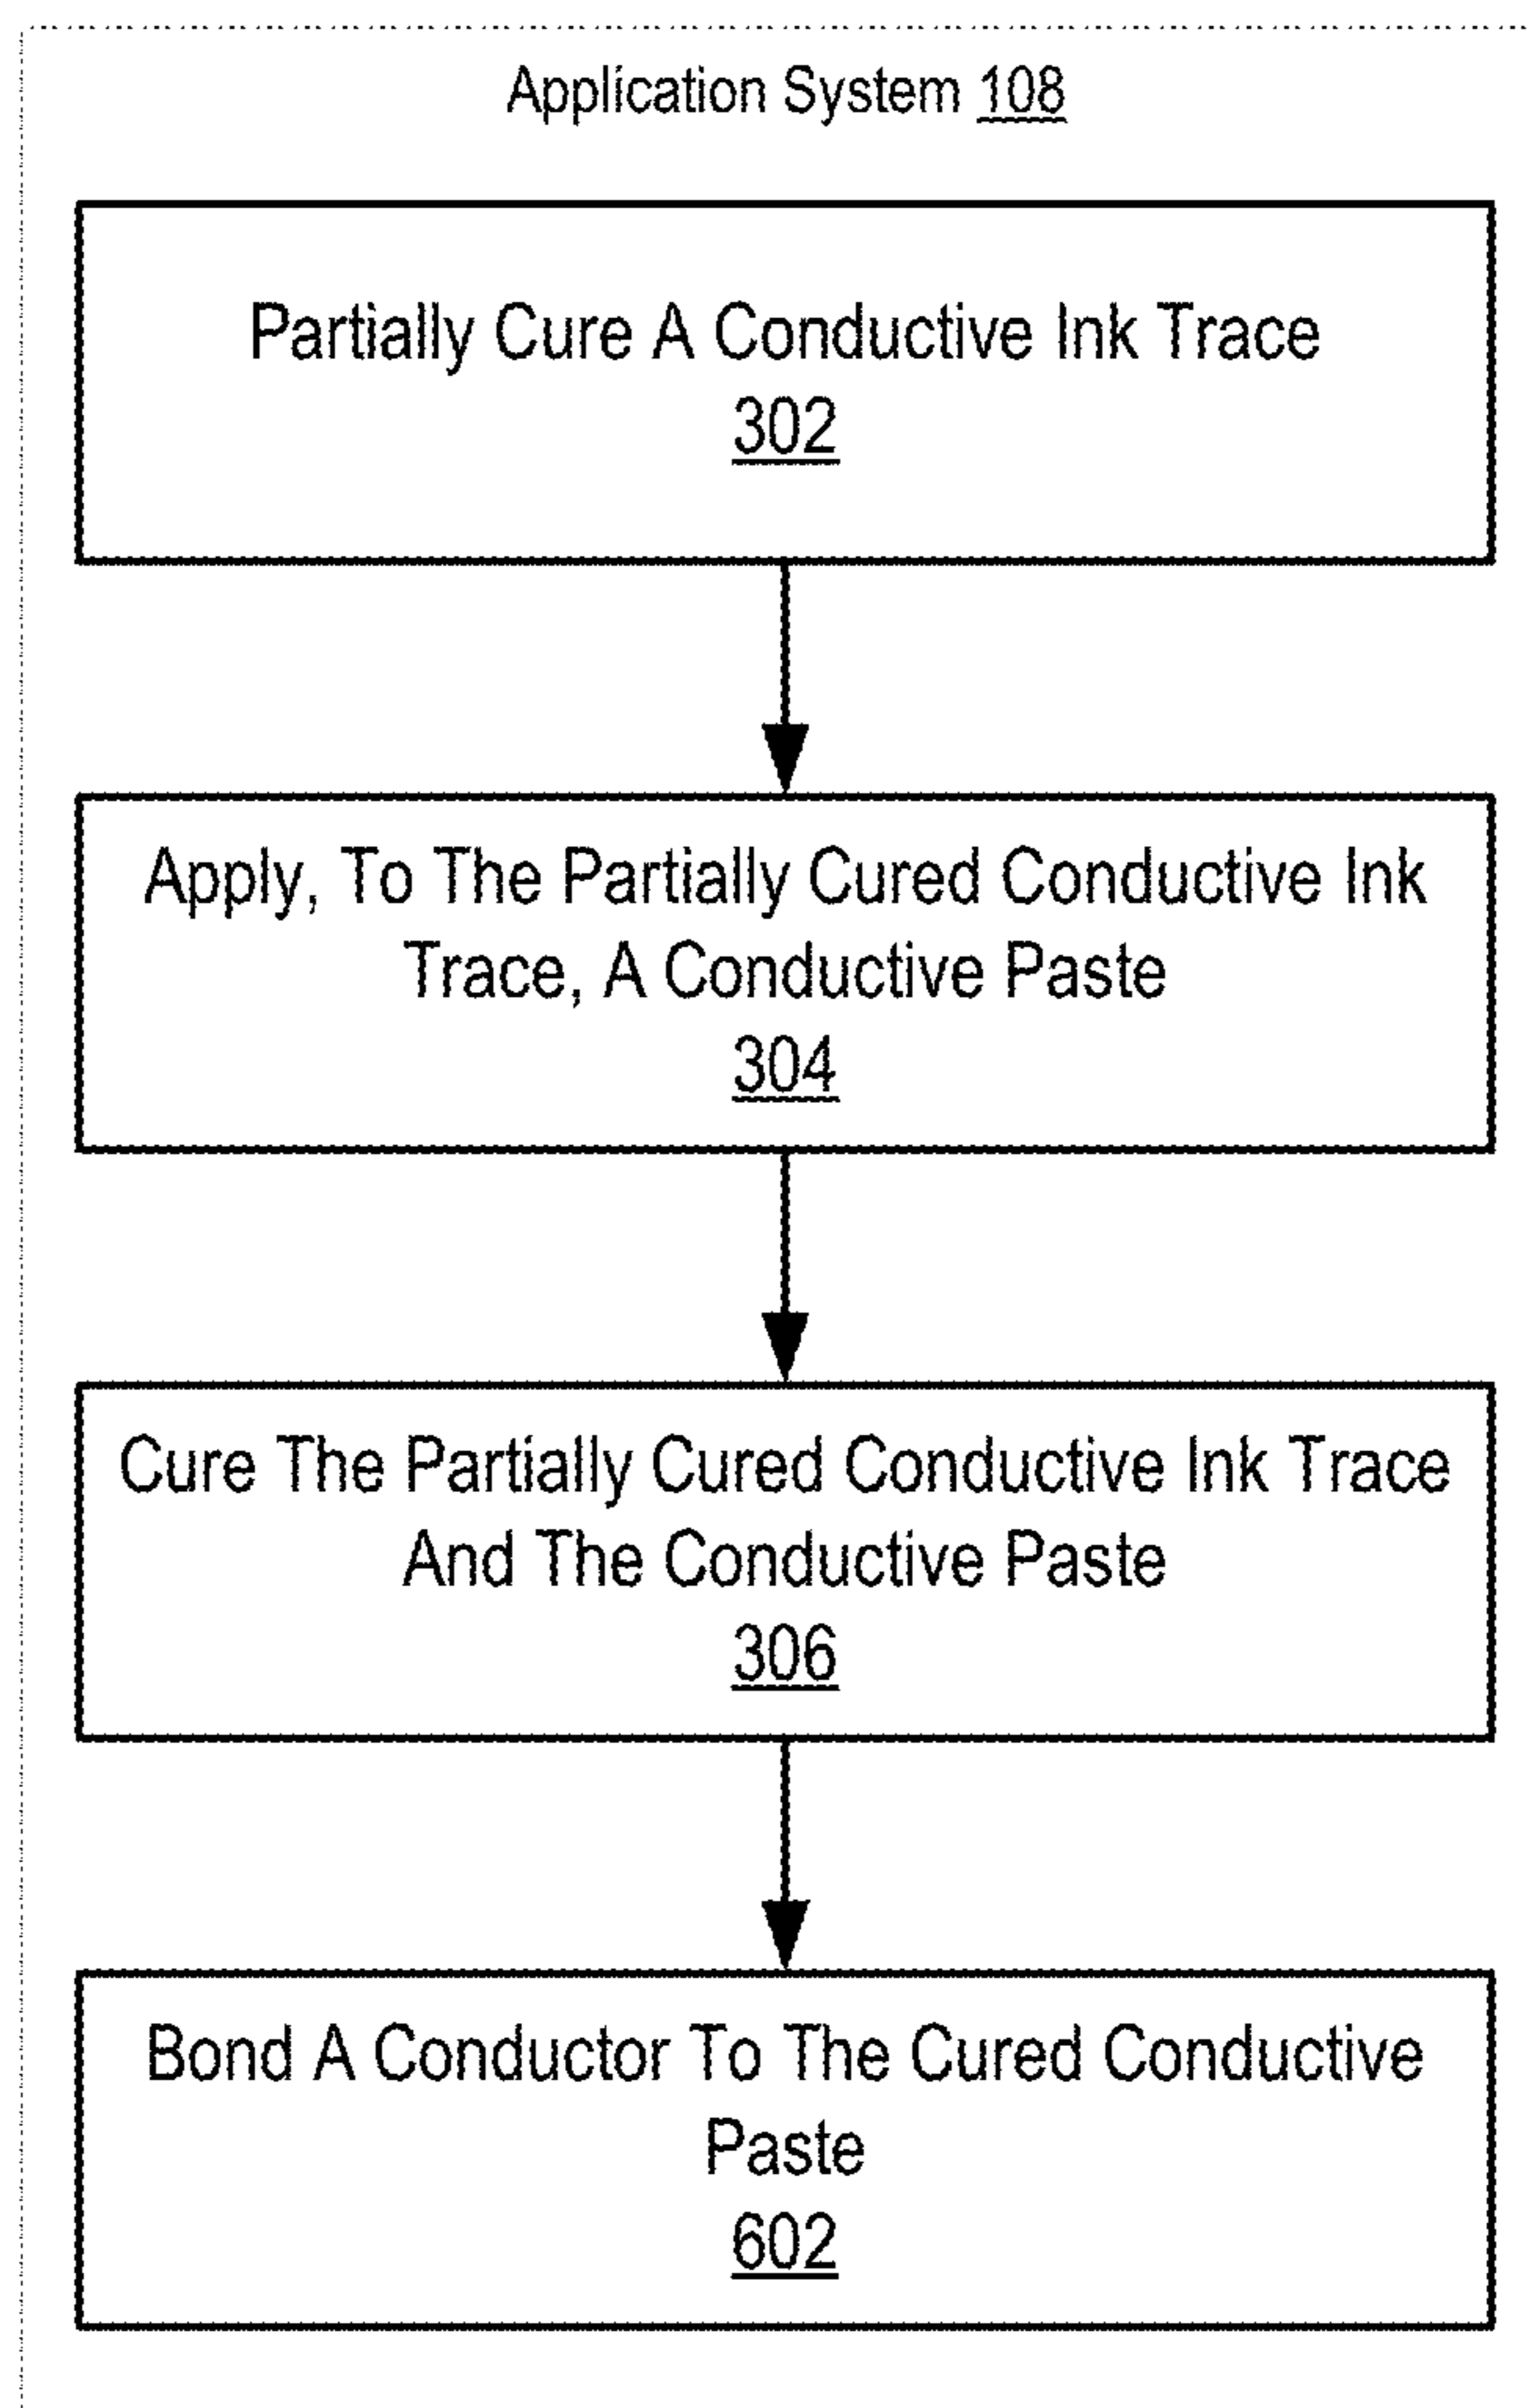 Application System 108
Partially Cure A Conductive Ink Trace
302
Apply, To The Partially Cured Conductive Ink
Trace, A Conductive Paste
304
Cure The Partially Cured Conductive Ink Trace
And The Conductive Paste
306
Bond A Conductor To The Cured Conductive
Paste
602